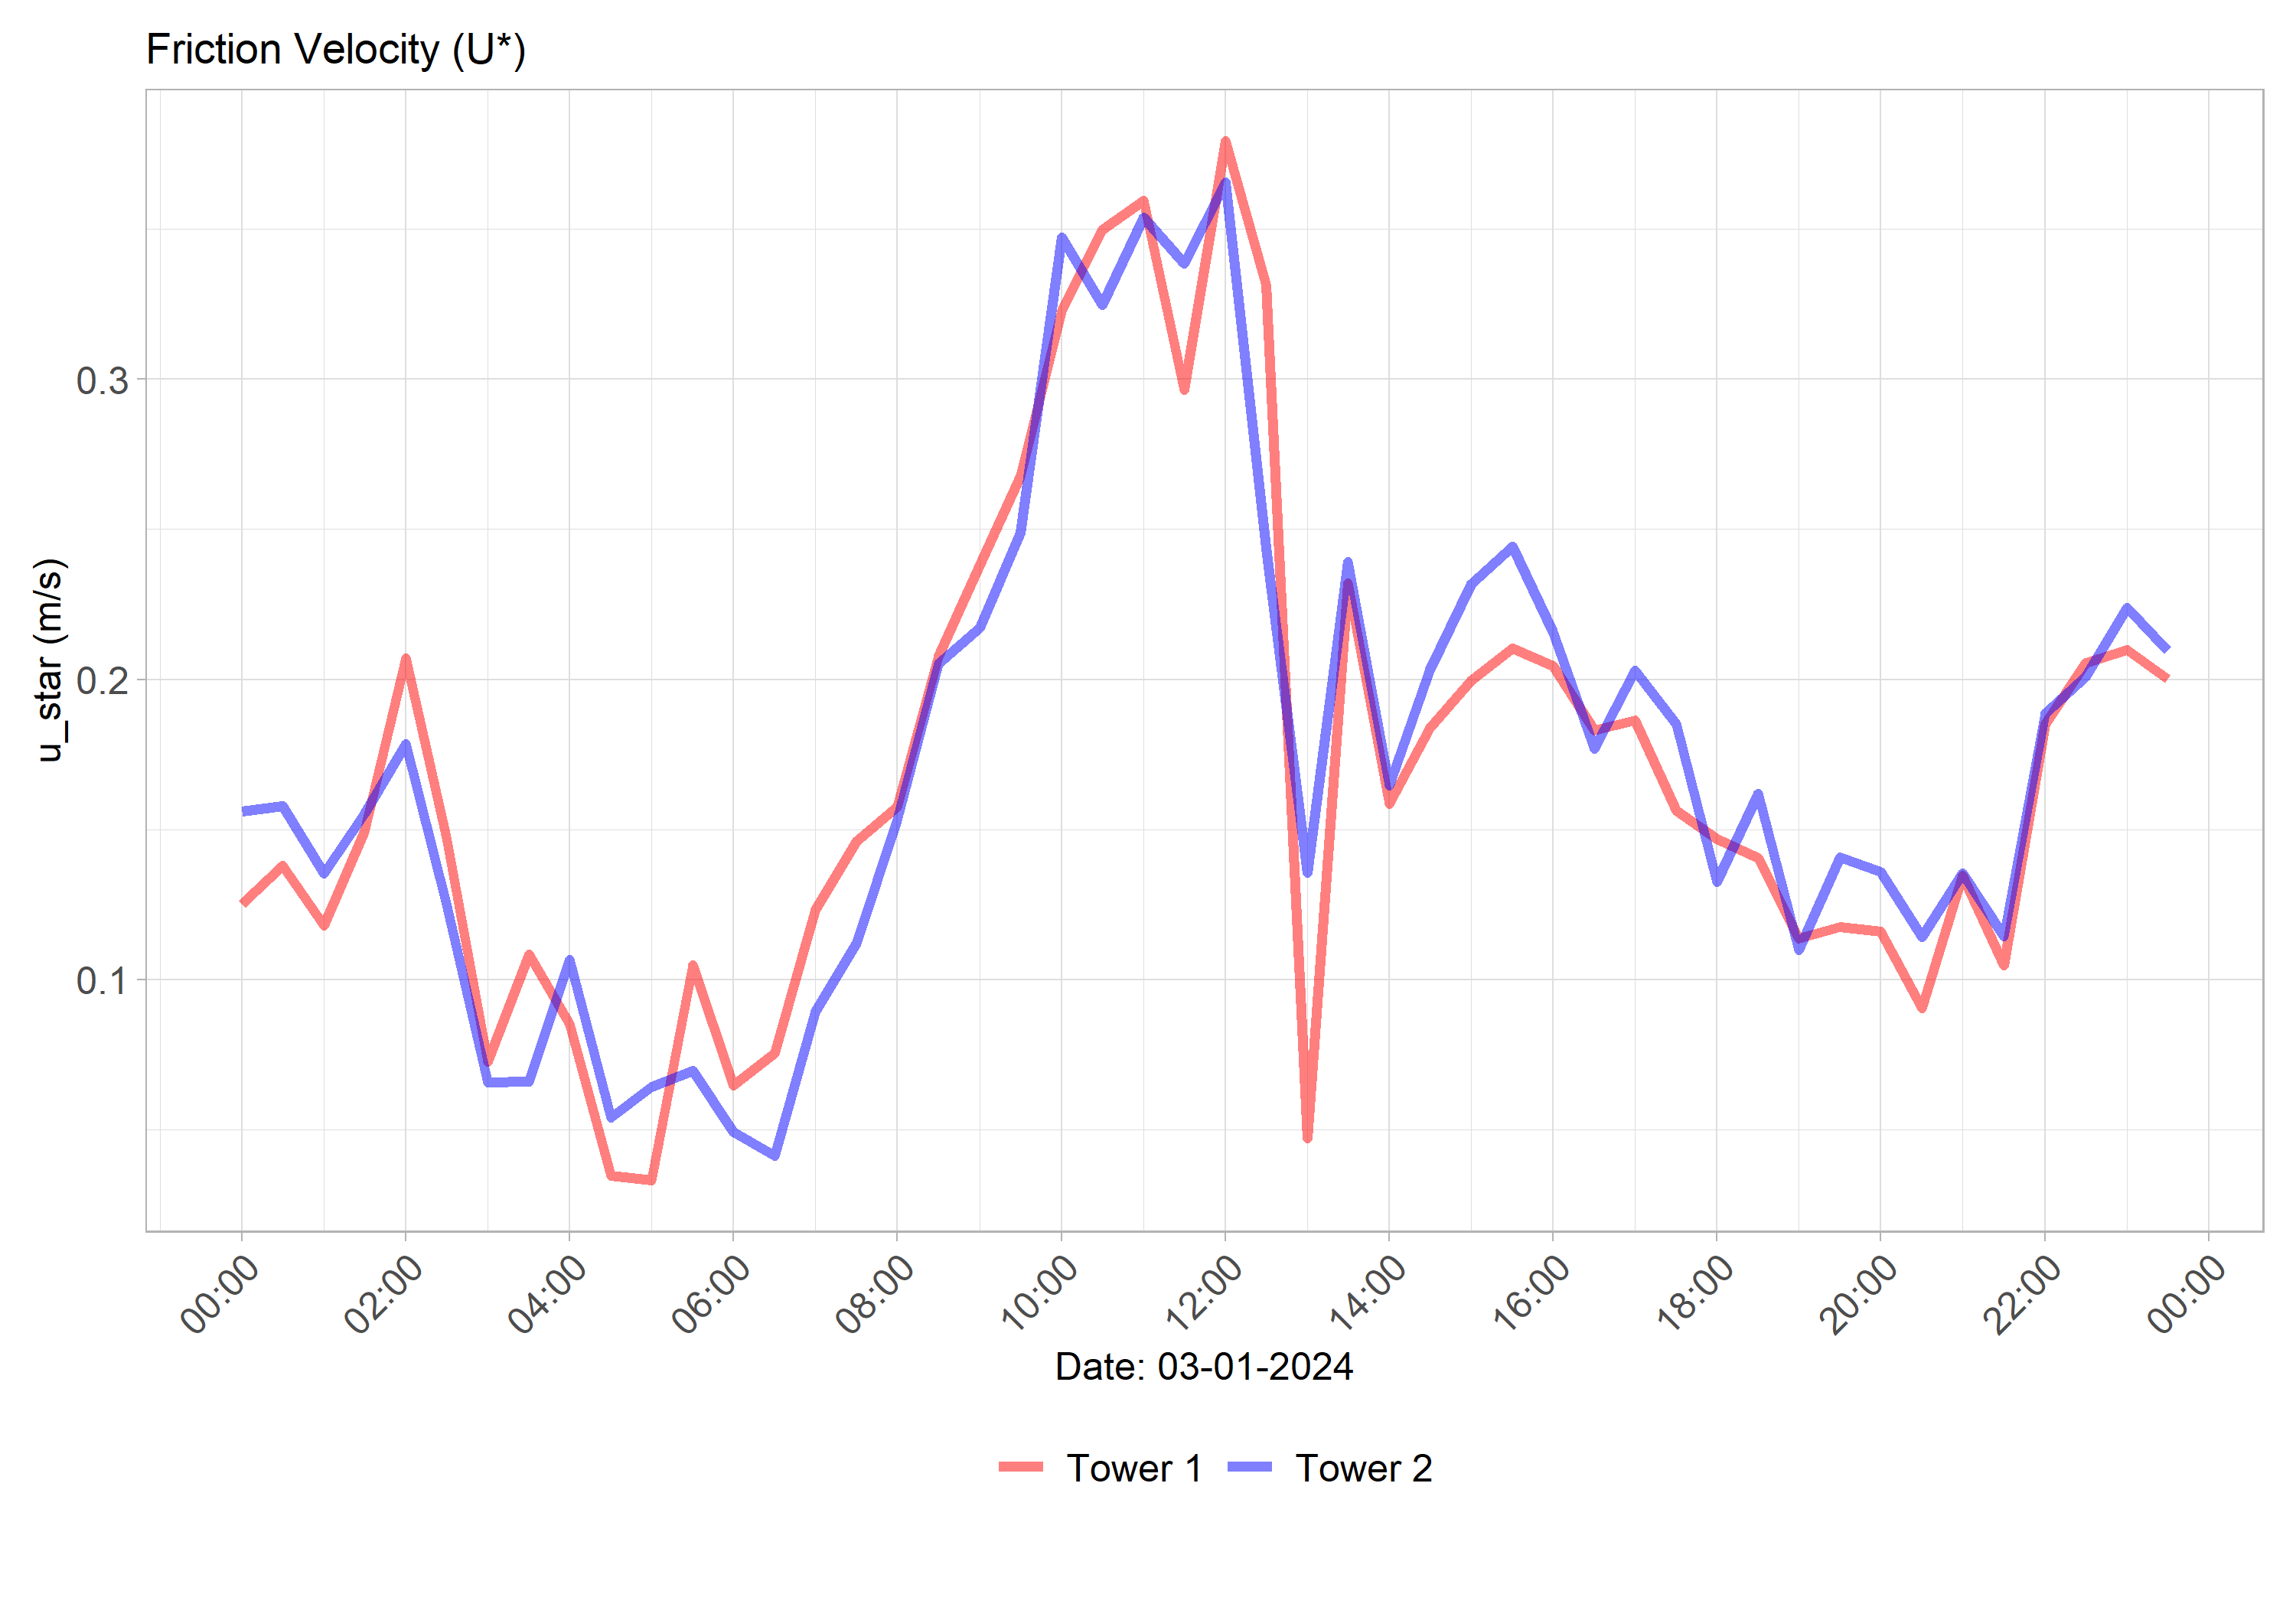 Friction Velocity (U*)
u_star (m/s)
0.3
0.2
0.1
00:00 02:00 04:00 06:00 08:00 10:00 12:00 14:00 16:00 18:00 20:00 22:00 00:00
Date: 03-01-2024
Tower 1 Tower 2